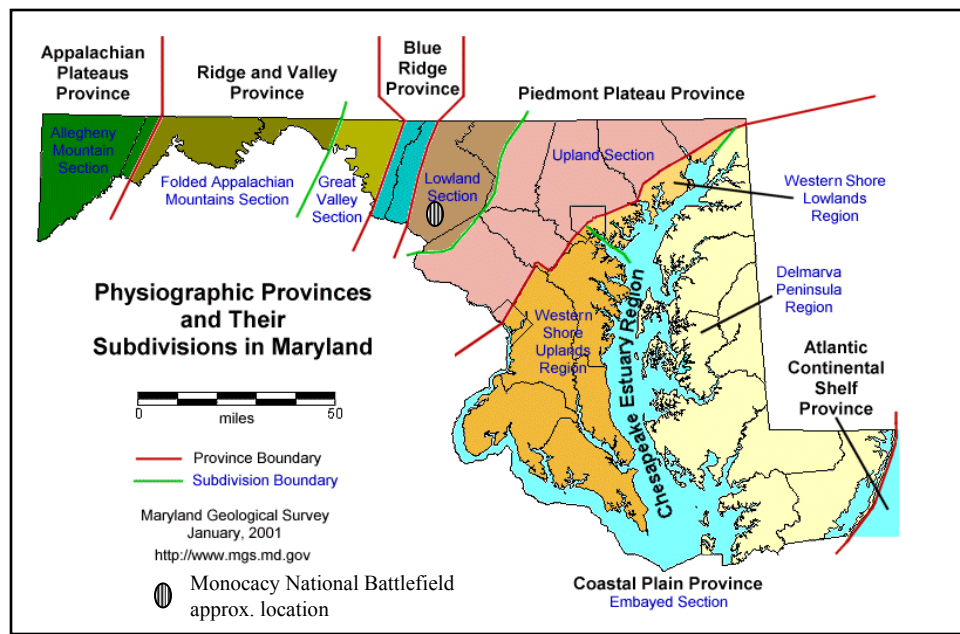 Appalachian
Plateaus
Province
Ridge and Valley
Province
Blue
Ridge
Province
Piedmont Plateau Province
Allegheny
Mountain
Section
Folded Appalachian
Mountains Section
Great
Valley
Section
Lowland
Section
Upland Section
Western Shore
Lowlands
Region
Delmarva
Peninsula
Region
Western
Shore
Uplands
Region
Chesapeake Estuary Region
Atlantic
Continental
Shelf
Province
Physiographic Provinces
and Their
Subdivisions in Maryland
0 50
miles
Province Boundary
Subdivision Boundary
Maryland Geological Survey
January, 2001
http://www.mgs.md.gov
Monocacy National Battlefield
approx. location
Coastal Plain Province
Embayed Section